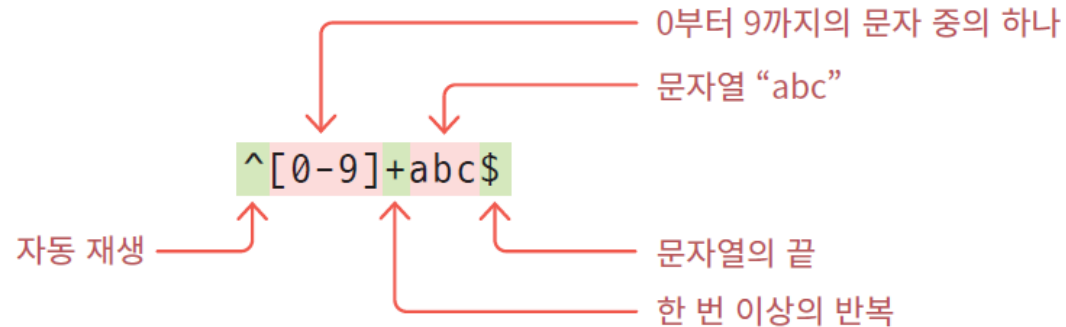 0부터 9까지의 문자 중의 하나
문자열 “abc”
^[0-9]+abc$
자동 재생
문자열의 끝
한 번 이상의 반복